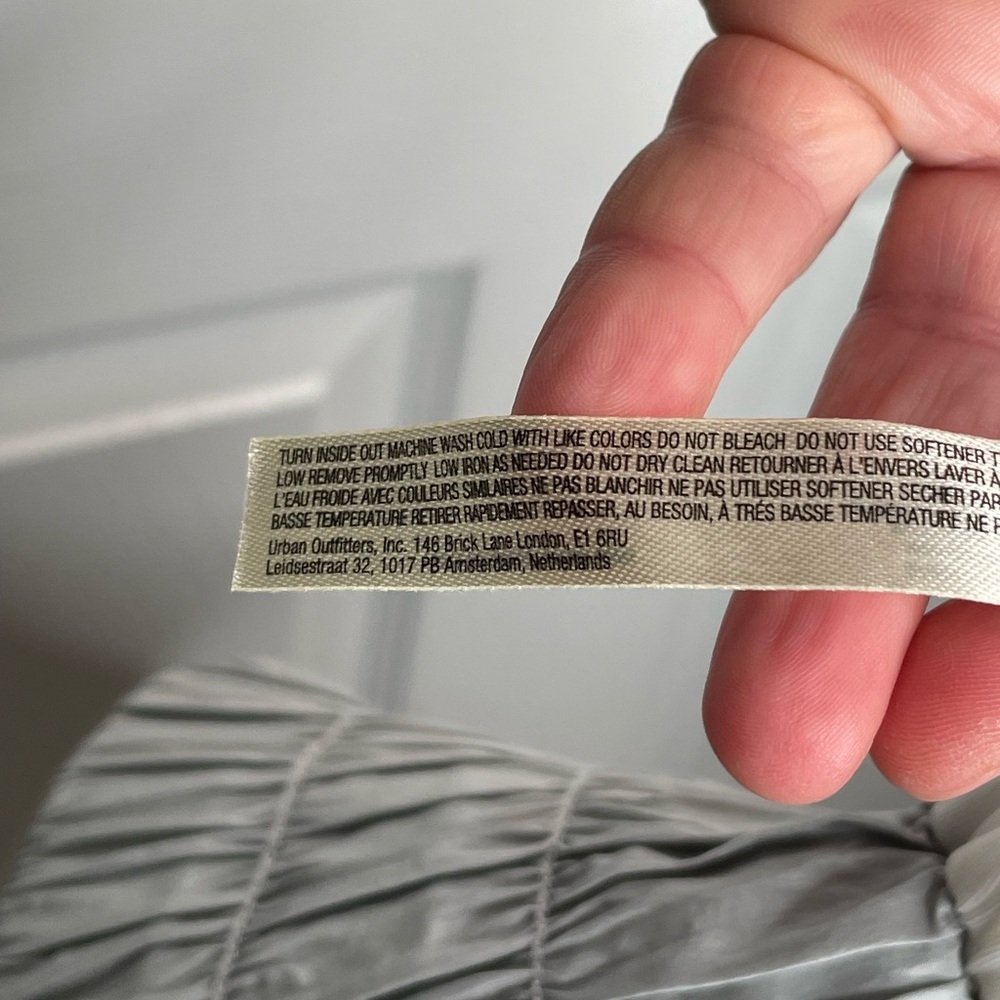 TURN INSIDE OUT MACHINE WASH COLD WITH LIKE COLORS DO NOT BLEACH DO NOT USE SOFTENER T
LOW REMOVE PROMPTLY LOW IRON AS NEEDED DO NOT DRY CLEAN RETOURNER À L'ENVERS LAVER À
L'EAU FROIDE AVEC COULEURS SIMILAIRES NE PAS BLANCHIR NE PAS UTILISER SOFTENER SECHER PAR
BASSE TEMPERATURE RETIRER RAPIDEMENT REPASSER, AU BESOIN, À TRÉS BASSE TEMPÉRATURE NE P
Urban Outfitters, Inc. 146 Brick Lane London, E1 6RU
Leidsestraat 32, 1017 PB Amsterdam, Netherlands